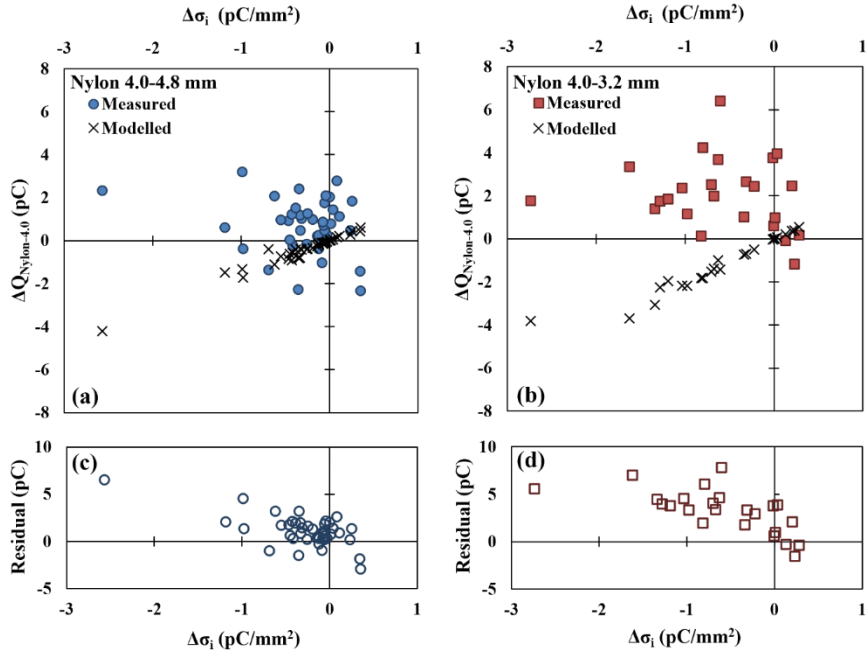 Δσᵢ (pC/mm²)
-3 -2 -1 0 1
8
6
4
2
0
-2
-4
-6
-8
ΔQNylon-4.0 (pC)
Nylon 4.0-4.8 mm
Measured
Modelled
(a)
Δσᵢ (pC/mm²)
-3 -2 -1 0 1
8
6
4
2
0
-2
-4
-6
-8
Nylon 4.0-3.2 mm
Measured
Modelled
(b)
10
5
0
-5
Residual (pC)
(c)
-3 -2 -1 0 1
Δσᵢ (pC/mm²)
10
5
0
-5
Residual (pC)
(d)
-3 -2 -1 0 1
Δσᵢ (pC/mm²)